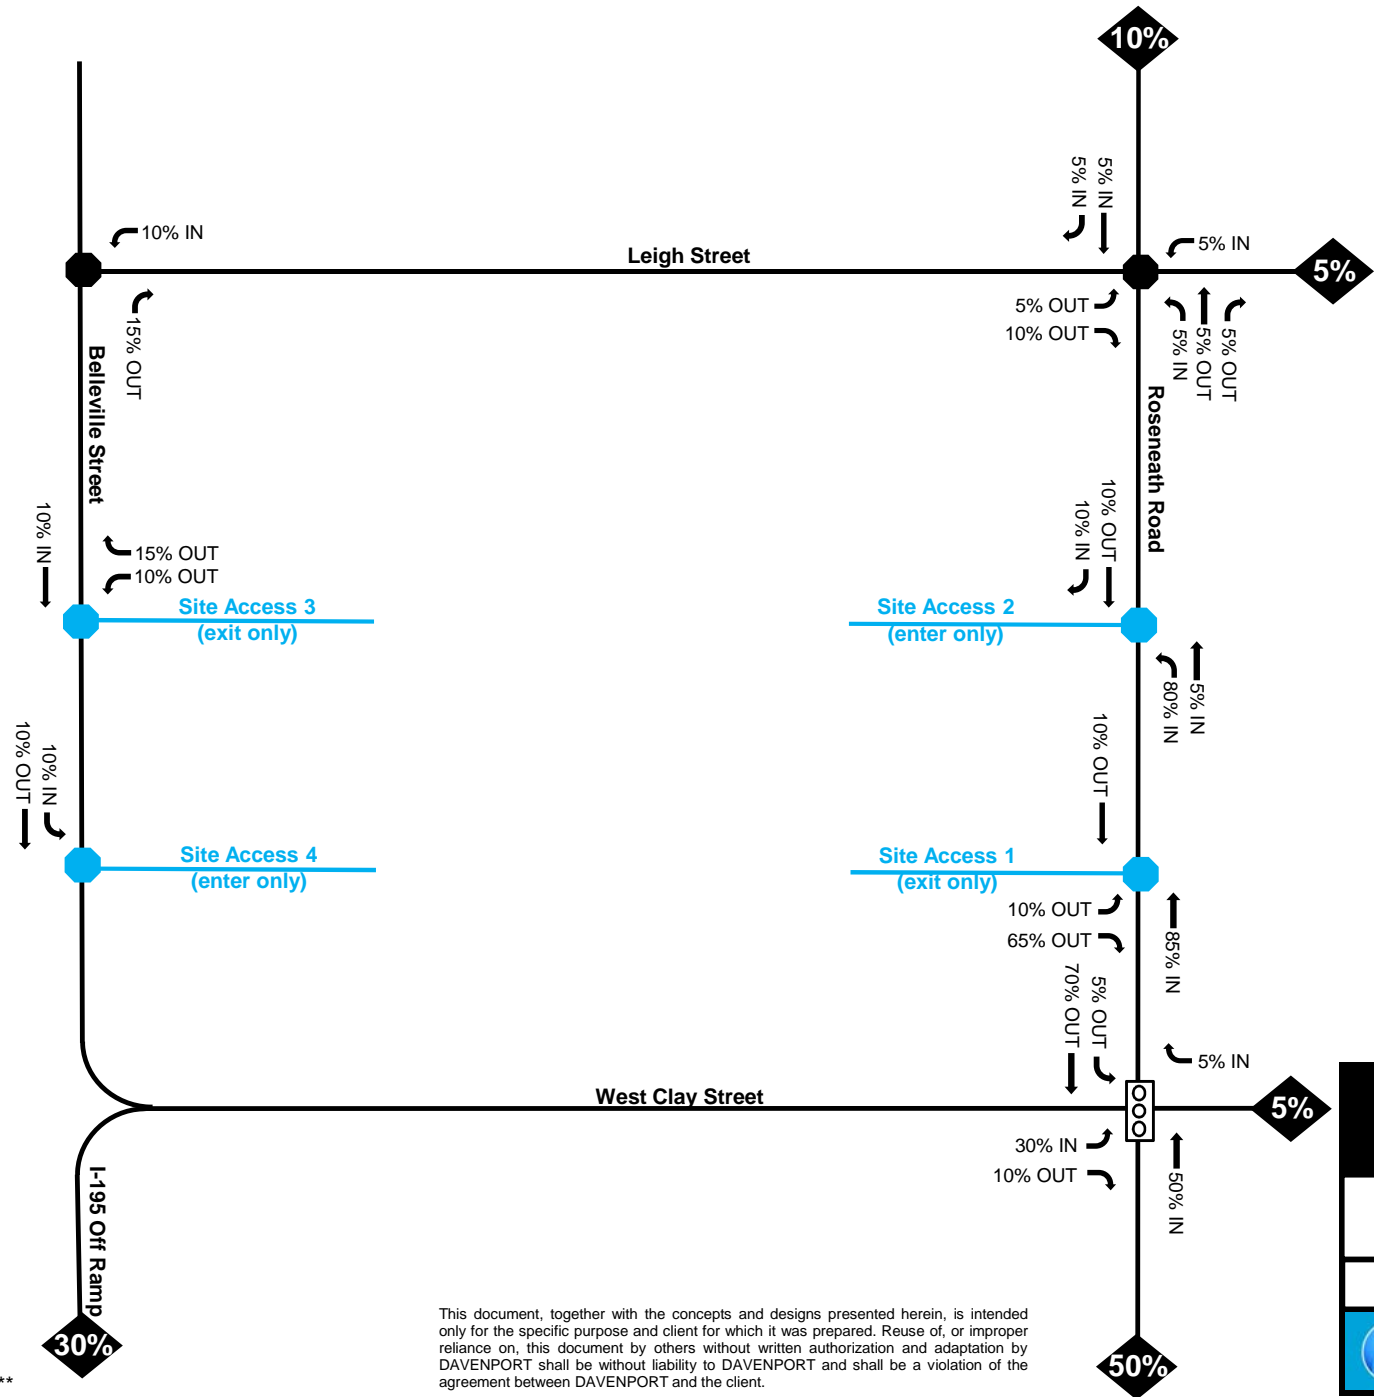 10%
5% IN
5% IN
10% IN
5% IN
Leigh Street
5%
5% OUT
10% OUT
15% OUT
5% IN
5% OUT
5% OUT
Belleville Street
Roseneath Road
10% IN
15% OUT
10% OUT
10% IN
10% OUT
Site Access 3
(exit only)
Site Access 2
(enter only)
80% IN
5% IN
10% OUT
10% IN
10% OUT
Site Access 4
(enter only)
Site Access 1
(exit only)
10% OUT
65% OUT
85% IN
70% OUT
5% OUT
5% IN
West Clay Street
5%
30% IN
10% OUT
50% IN
I-195 Off Ramp
30%
50%
This document, together with the concepts and designs presented herein, is intended
only for the specific purpose and client for which it was prepared. Reuse of, or improper
reliance on, this document by others without written authorization and adaptation by
DAVENPORT shall be without liability to DAVENPORT and shall be a violation of the
agreement between DAVENPORT and the client.
**